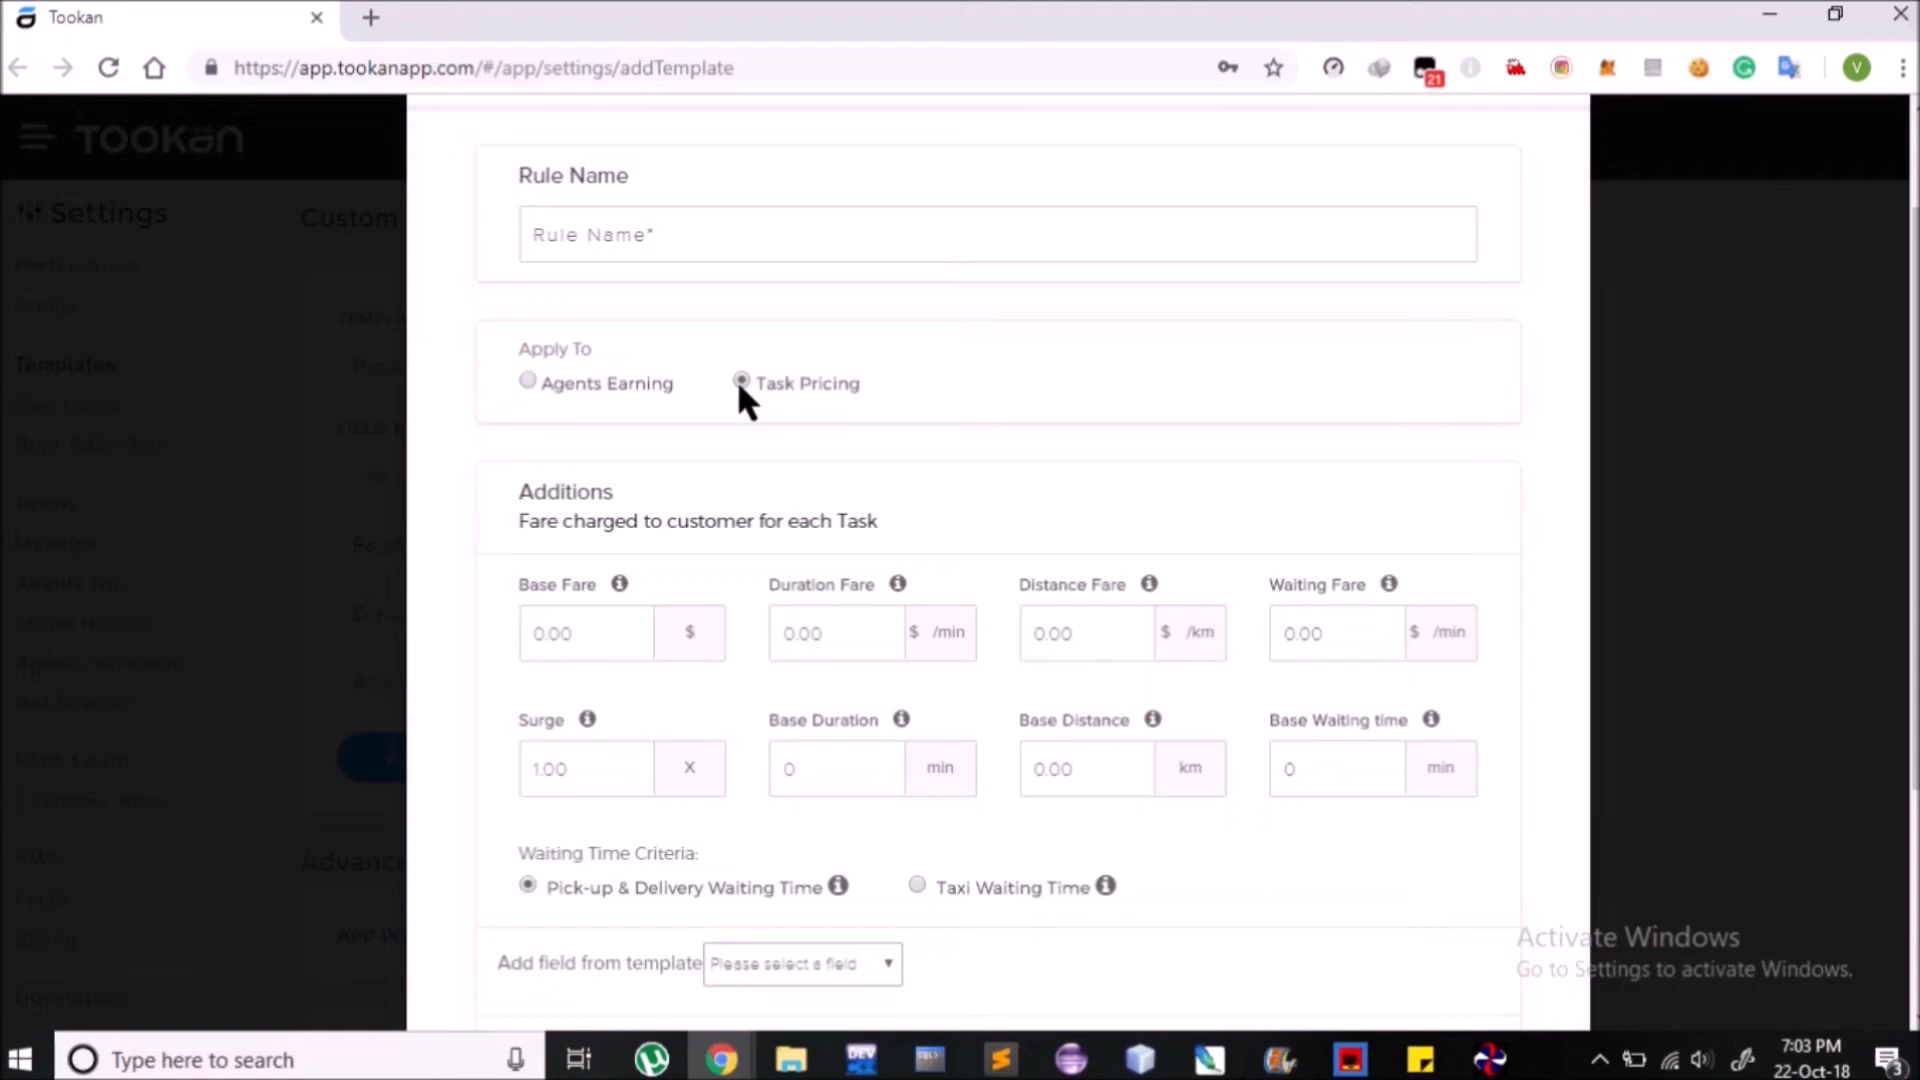 Tookan
https://app.tookanapp.com/#/app/settings/addTemplate
21
V
TOOKAN
Settings
Custom
Templates
Rule Name
Rule Name*
Apply To
Agents Earning
Task Pricing
Additions
Fare charged to customer for each Task
Base Fare
Duration Fare
Distance Fare
Waiting Fare
0.00 $
0.00 $ /min
0.00 $ /km
0.00 $ /min
Surge
Base Duration
Base Distance
Base Waiting time
1.00 X
0 min
0.00 km
0 min
Waiting Time Criteria:
Pick-up & Delivery Waiting Time
Taxi Waiting Time
Advance
Add field from template
Please select a field
Activate Windows
Go to Settings to activate Windows.
Type here to search
DEV
7:03 PM
22-Oct-18
3